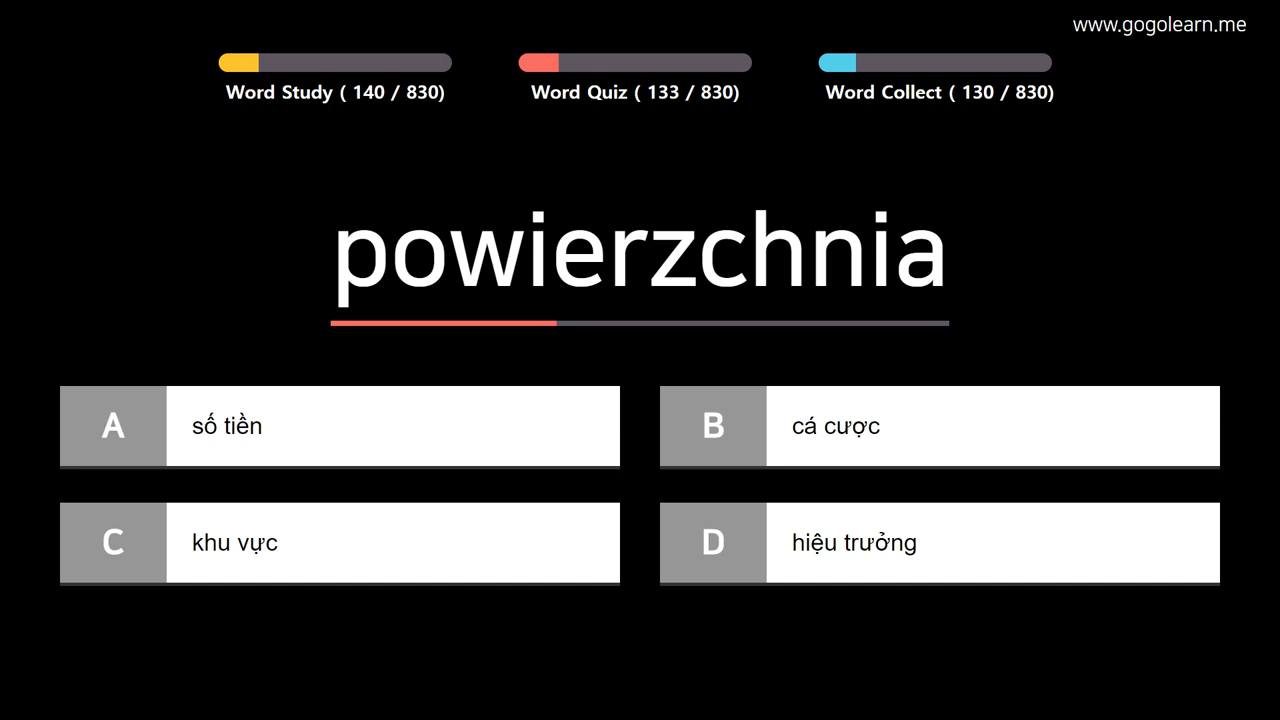 www.gogolearn.me
Word Study ( 140 / 830)
Word Quiz ( 133 / 830)
Word Collect ( 130 / 830)
powierzchnia
A số tiền
B cá cược
C khu vực
D hiệu trưởng